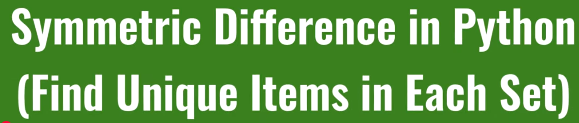 Symmetric Difference in Python
(Find Unique Items in Each Set)